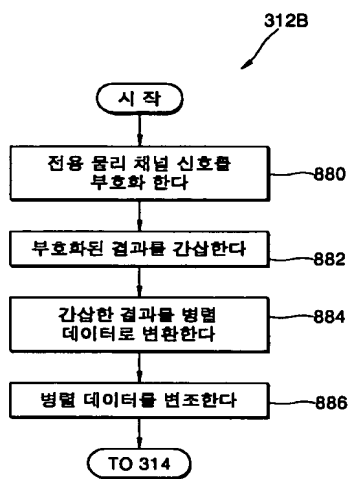 312B
시 작
전용 물리 채널 신호를
부호화 한다
880
부호화된 결과를 간삽한다
882
간삽한 결과를 병렬
데이터로 변환한다
884
병렬 데이터를 변조한다
886
TO 314